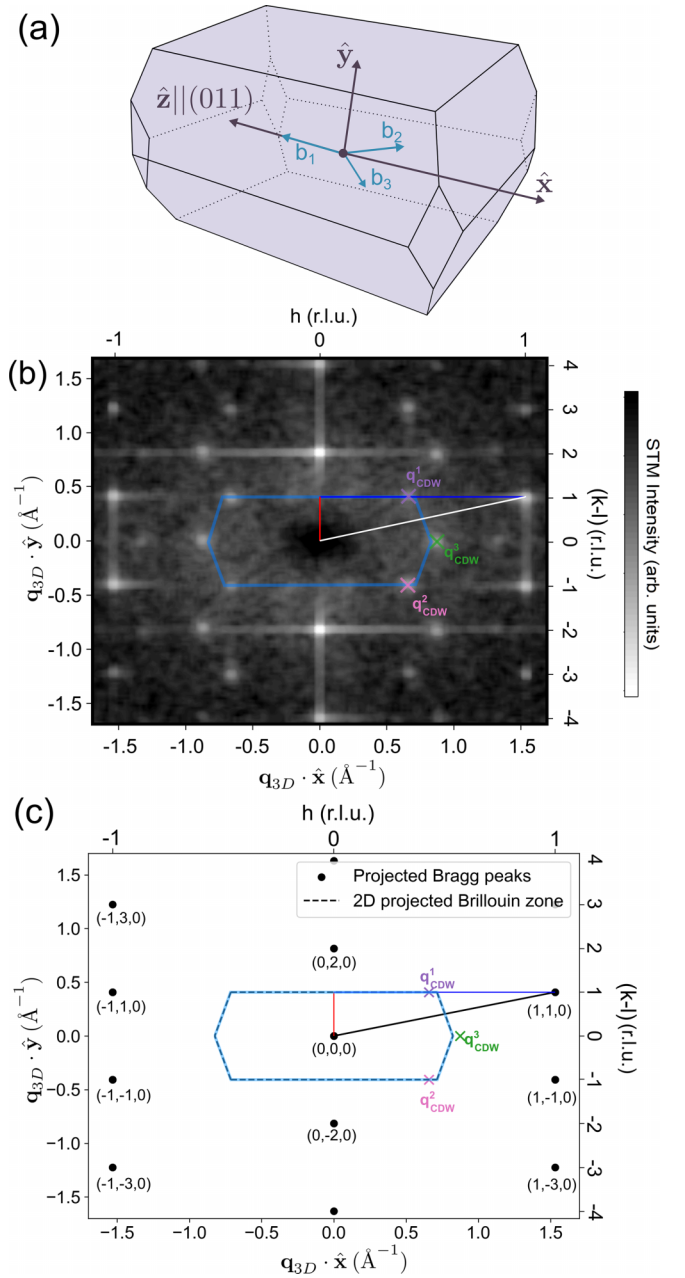 (a)
ŷ
ẑ||(011)
b₂
b₁
b₃
x̂
h (r.l.u.)
-1 0 1
(b)
1.5
1.0
0.5
0.0
-0.5
-1.0
-1.5
q₃D · ŷ (Å⁻¹)
q¹CDW
q³CDW
q²CDW
4
3
2
1
0
-1
-2
-3
-4
(k-l) (r.l.u.)
STM Intensity (arb. units)
-1.5 -1.0 -0.5 0.0 0.5 1.0 1.5
q₃D · x̂ (Å⁻¹)
(c)
h (r.l.u.)
-1 0 1
Projected Bragg peaks
2D projected Brillouin zone
1.5
1.0
0.5
0.0
−0.5
−1.0
−1.5
q₃D · ŷ (Å⁻¹)
(-1,3,0)
(0,2,0)
(-1,1,0)
q¹CDW
(1,1,0)
(0,0,0)
q³CDW
(-1,-1,0)
q²CDW
(1,-1,0)
(0,-2,0)
(-1,-3,0)
(1,-3,0)
4
3
2
1
0
-1
-2
-3
-4
(k-l) (r.l.u.)
−1.5 −1.0 −0.5 0.0 0.5 1.0 1.5
q₃D · x̂ (Å⁻¹)